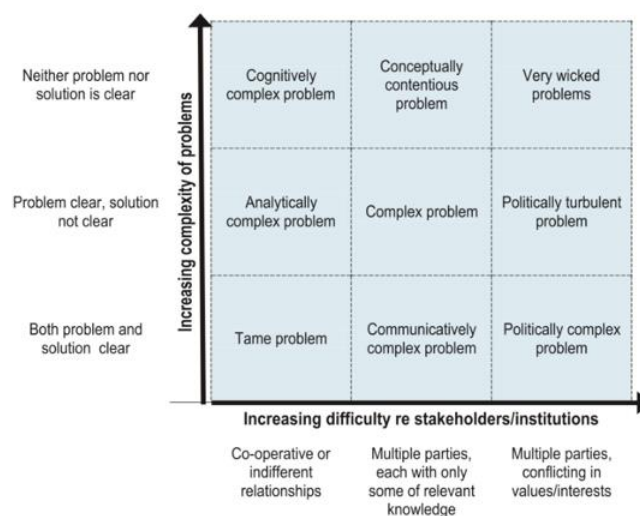 Neither problem nor
solution is clear
Cognitively
complex problem
Conceptually
contentious
problem
Very wicked
problems
Increasing complexity of problems
Problem clear, solution
not clear
Analytically
complex problem
Complex problem
Politically turbulent
problem
Both problem and
solution clear
Tame problem
Communicatively
complex problem
Politically complex
problem
Increasing difficulty re stakeholders/institutions
Co-operative or
indifferent
relationships
Multiple parties,
each with only
some of relevant
knowledge
Multiple parties,
conflicting in
values/interests